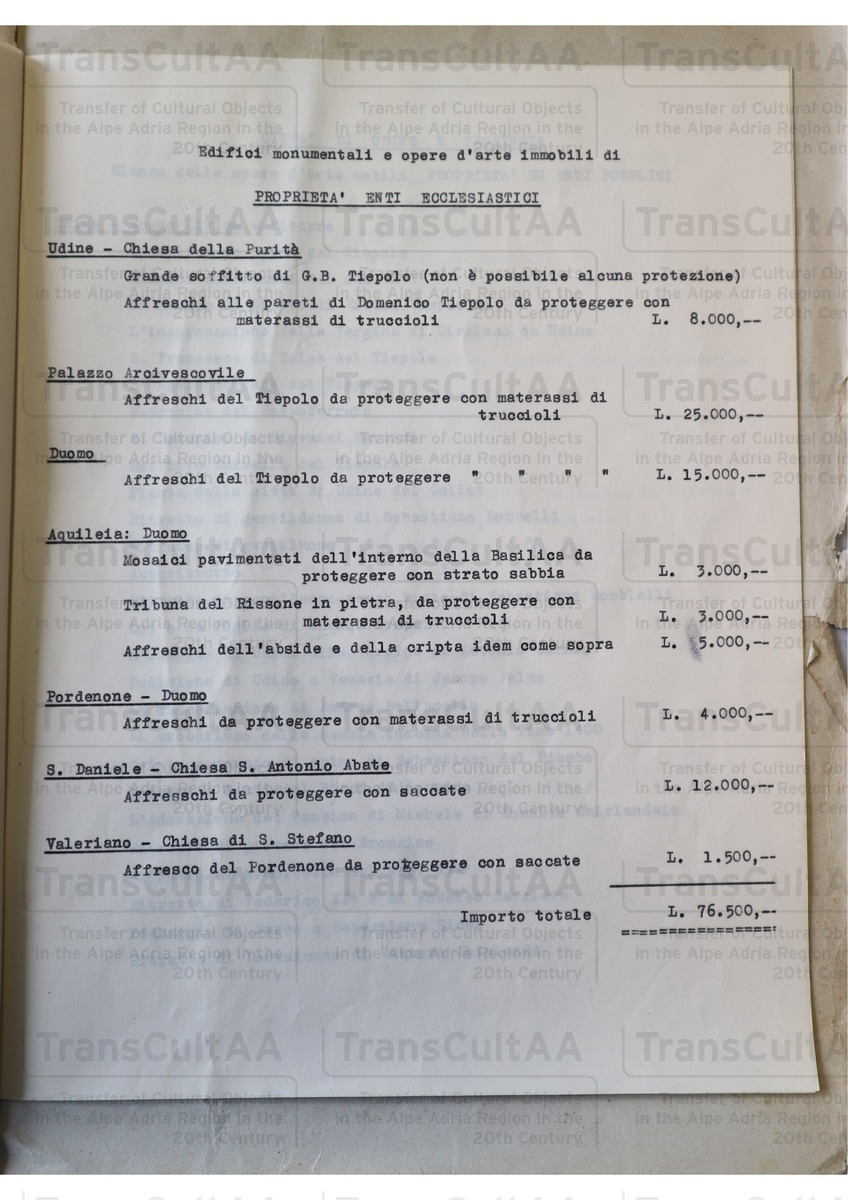 Edifici monumentali e opere d'arte immobili di
PROPRIETA' ENTI ECCLESIASTICI
Udine - Chiesa della Purità
Grande soffitto di G.B. Tiepolo (non è possibile alcuna protezione)
Affreschi alle pareti di Domenico Tiepolo da proteggere con
materassi di truccioli L. 8.000,--
Palazzo Arcivescovile
Affreschi del Tiepolo da proteggere con materassi di
truccioli L. 25.000,--
Duomo
Affreschi del Tiepolo da proteggere " " " " L. 15.000,--
Aquileia: Duomo
Mosaici pavimentati dell'interno della Basilica da
proteggere con strato sabbia L. 3.000,--
Tribuna del Rissone in pietra, da proteggere con
materassi di truccioli L. 3.000,--
Affreschi dell'abside e della cripta idem come sopra L. 5.000,--
Pordenone - Duomo
Affreschi da proteggere con materassi di truccioli L. 4.000,--
S. Daniele - Chiesa S. Antonio Abate
Affresschi da proteggere con saccate L. 12.000,--
Valeriano - Chiesa di S. Stefano
Affresco del Pordenone da proteggere con saccate L. 1.500,--
Importo totale L. 76.500,--
TransCultAA
Transfer of Cultural Objects
in the Alpe Adria Region in the
20th Century